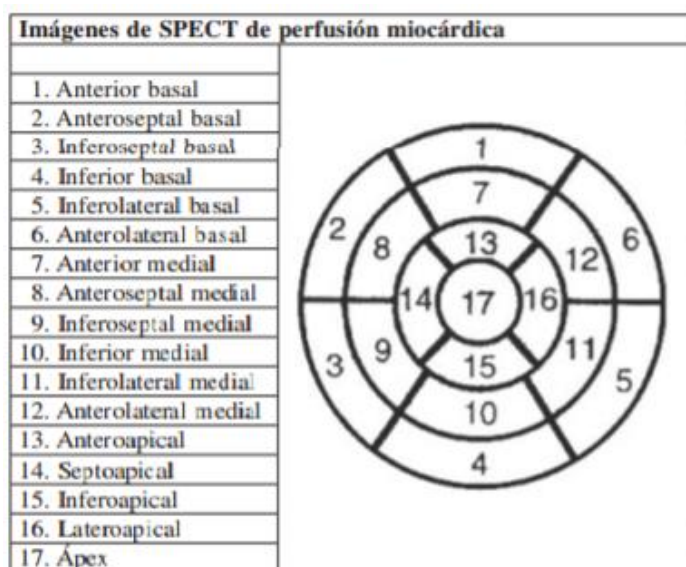 Imágenes de SPECT de perfusión miocárdica
1. Anterior basal
2. Anteroseptal basal
3. Inferoseptal basal
4. Inferior basal
5. Inferolateral basal
6. Anterolateral basal
7. Anterior medial
8. Anteroseptal medial
9. Inferoseptal medial
10. Inferior medial
11. Inferolateral medial
12. Anterolateral medial
13. Anteroapical
14. Septoapical
15. Inferoapical
16. Lateroapical
17. Ápex
1
7
2
6
8
13
12
14
17
16
9
15
11
3
5
10
4